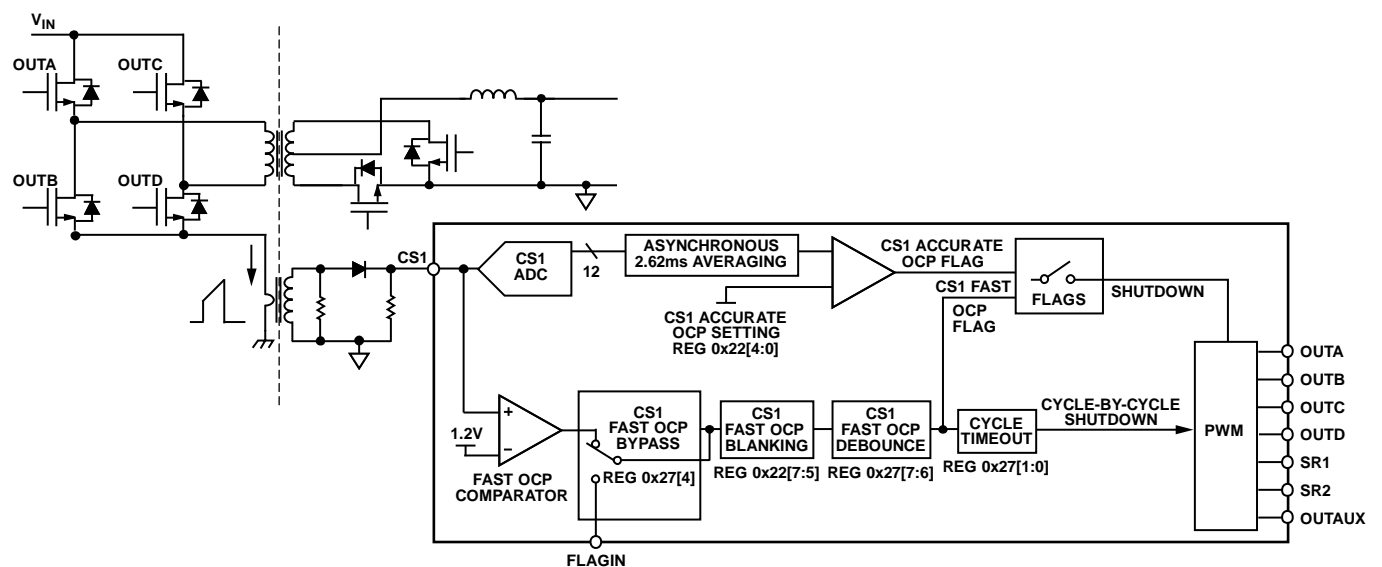 VIN
OUTA
OUTC
OUTB
OUTD
CS1
CS1
ADC
12
ASYNCHRONOUS
2.62ms AVERAGING
CS1 ACCURATE
OCP SETTING
REG 0x22[4:0]
CS1 ACCURATE
OCP FLAG
CS1 FAST
OCP
FLAG
FLAGS
SHUTDOWN
1.2V
+
−
FAST OCP
COMPARATOR
CS1
FAST OCP
BYPASS
REG 0x27[4]
FLAGIN
CS1
FAST OCP
BLANKING
REG 0x22[7:5]
CS1
FAST OCP
DEBOUNCE
REG 0x27[7:6]
CYCLE
TIMEOUT
REG 0x27[1:0]
CYCLE-BY-CYCLE
SHUTDOWN
PWM
OUTA
OUTB
OUTC
OUTD
SR1
SR2
OUTAUX